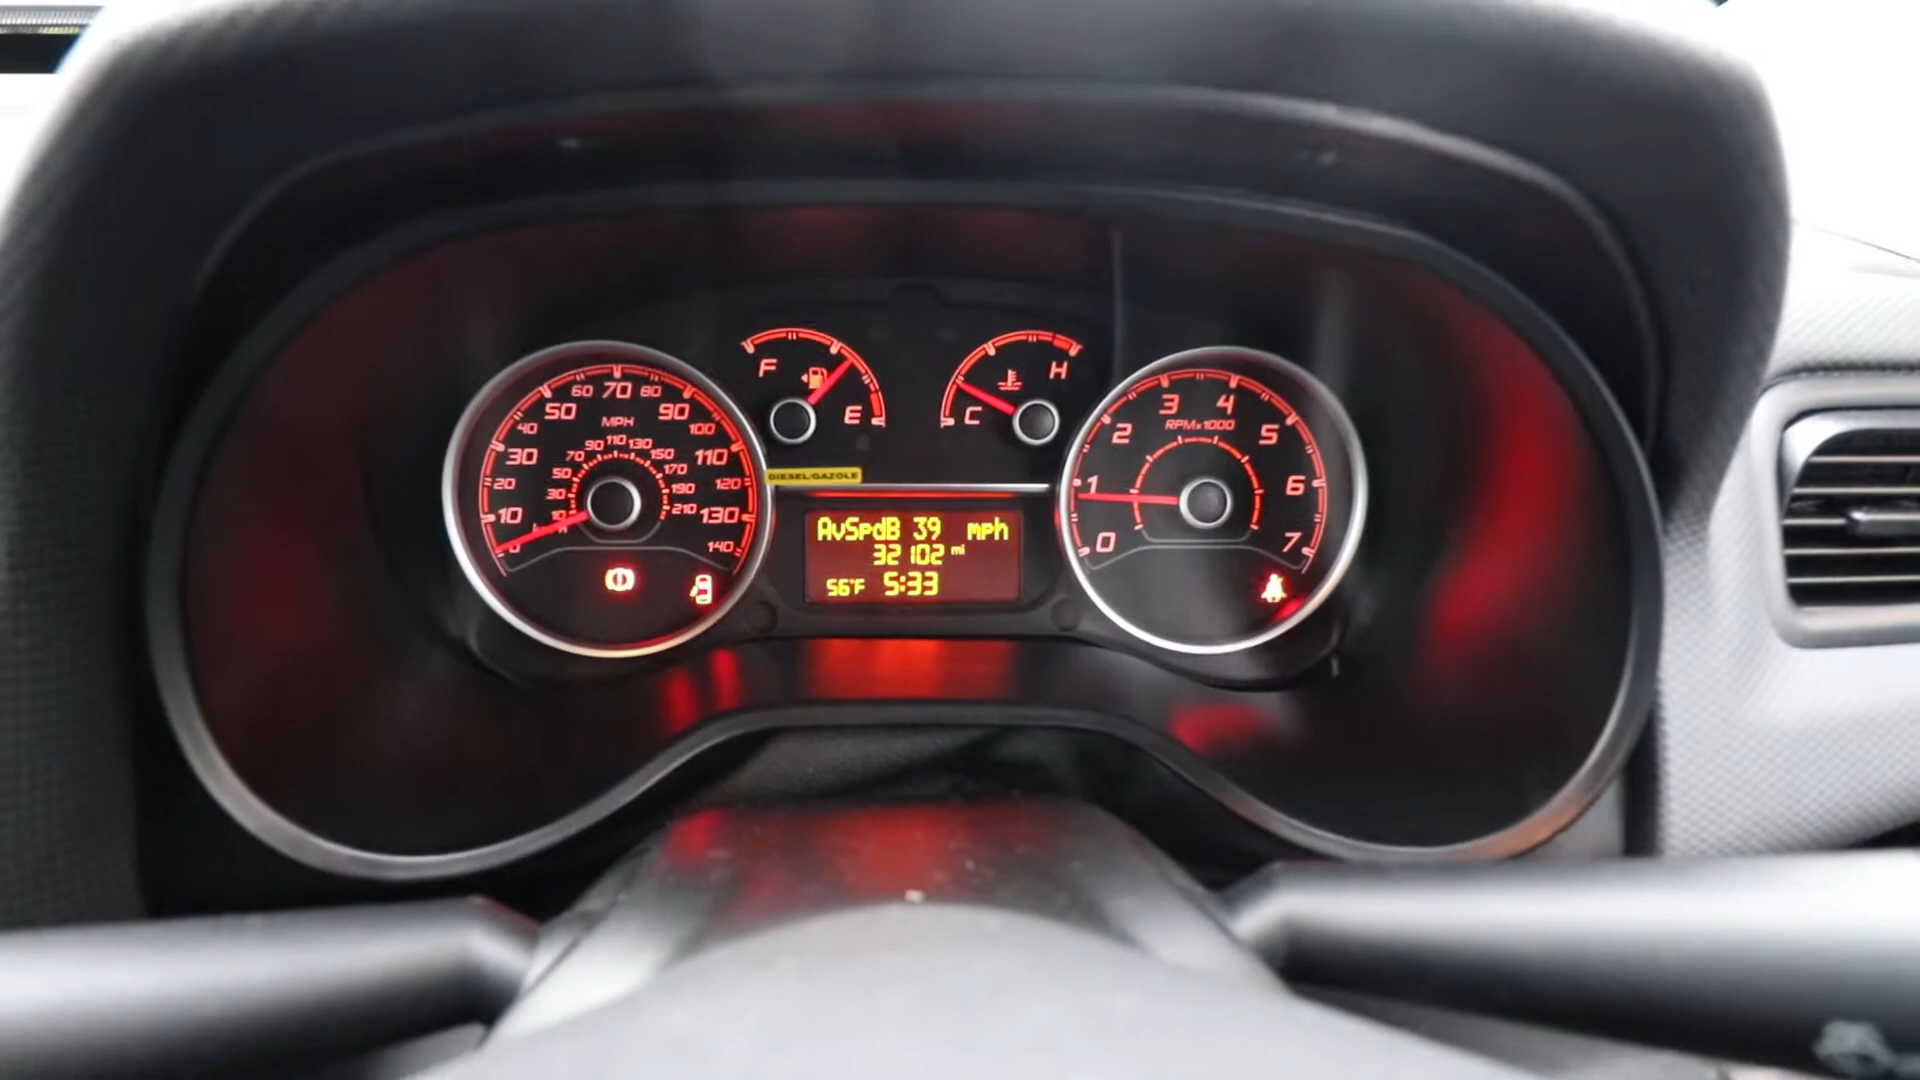 F
E
C
H
DIESEL/GAZOLE
0 10 20 30 40 50 60 70 80 90 100 110 120 130 140
MPH
10 30 50 70 90 110 130 150 170 190 210
AvSpdB 39 mph
32102 mi
56°F 5:33
0 1 2 3 4 5 6 7
RPMx1000